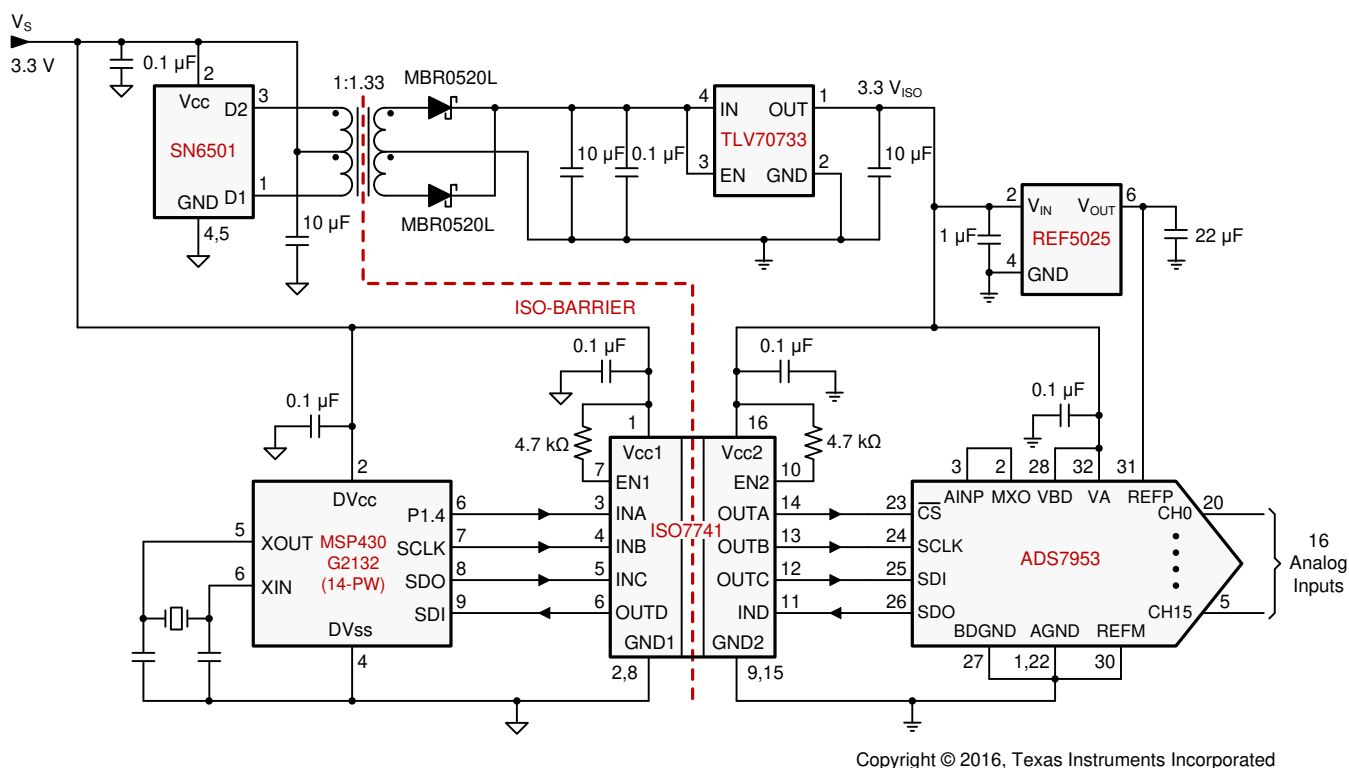 VS
3.3 V
0.1 µF
2
Vcc
D2
3
SN6501
GND
D1
1
4,5
10 µF
1:1.33
MBR0520L
MBR0520L
10 µF
0.1 µF
4
IN
OUT
1
TLV70733
3
EN
GND
2
3.3 VISO
10 µF
2
VIN
VOUT
6
REF5025
1 µF
4
GND
22 µF
ISO-BARRIER
0.1 µF
0.1 µF
0.1 µF
0.1 µF
4.7 kΩ
1
16
4.7 kΩ
Vcc1
Vcc2
7
EN1
EN2
10
3
INA
OUTA
14
4
INB
OUTB
13
5
INC
OUTC
12
6
OUTD
IND
11
ISO7741
GND1
GND2
2,8
9,15
2
DVcc
5
XOUT
6
XIN
MSP430
G2132
(14-PW)
P1.4
6
SCLK
7
SDO
8
SDI
9
DVss
4
3
2
28
32
31
AINP
MXO
VBD
VA
REFP
23
CS
24
SCLK
25
SDI
26
SDO
ADS7953
CH0
20
CH15
5
16
Analog
Inputs
BDGND
AGND
REFM
27
1,22
30
Copyright © 2016, Texas Instruments Incorporated